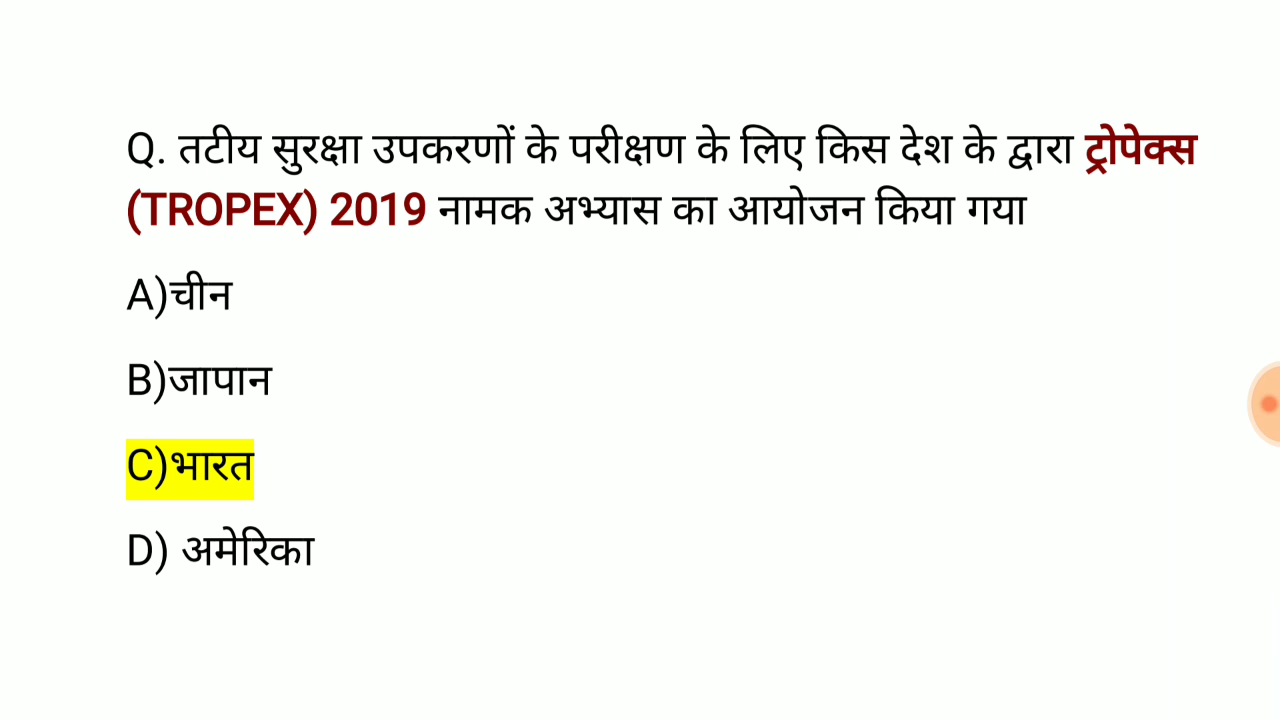 Q. तटीय सुरक्षा उपकरणों के परीक्षण के लिए किस देश के द्वारा ट्रोपेक्स
(TROPEX) 2019 नामक अभ्यास का आयोजन किया गया
A)चीन
B)जापान
C)भारत
D) अमेरिका